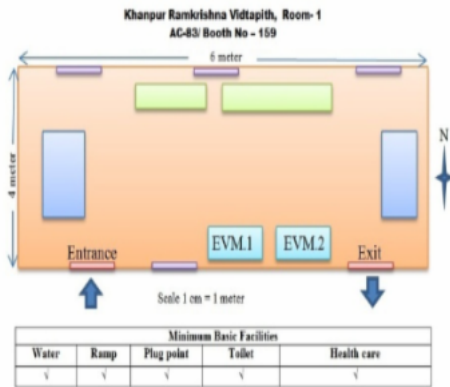 Khanpur Ramkrishna Vidtapith, Room- 1
AC-83/ Booth No – 159
6 meter
4 meter
N
EVM.1 EVM.2
Entrance Exit
Scale 1 cm = 1 meter
Minimum Basic Facilities
Water Ramp Plug point Toilet Health care
√ √ √ √ √